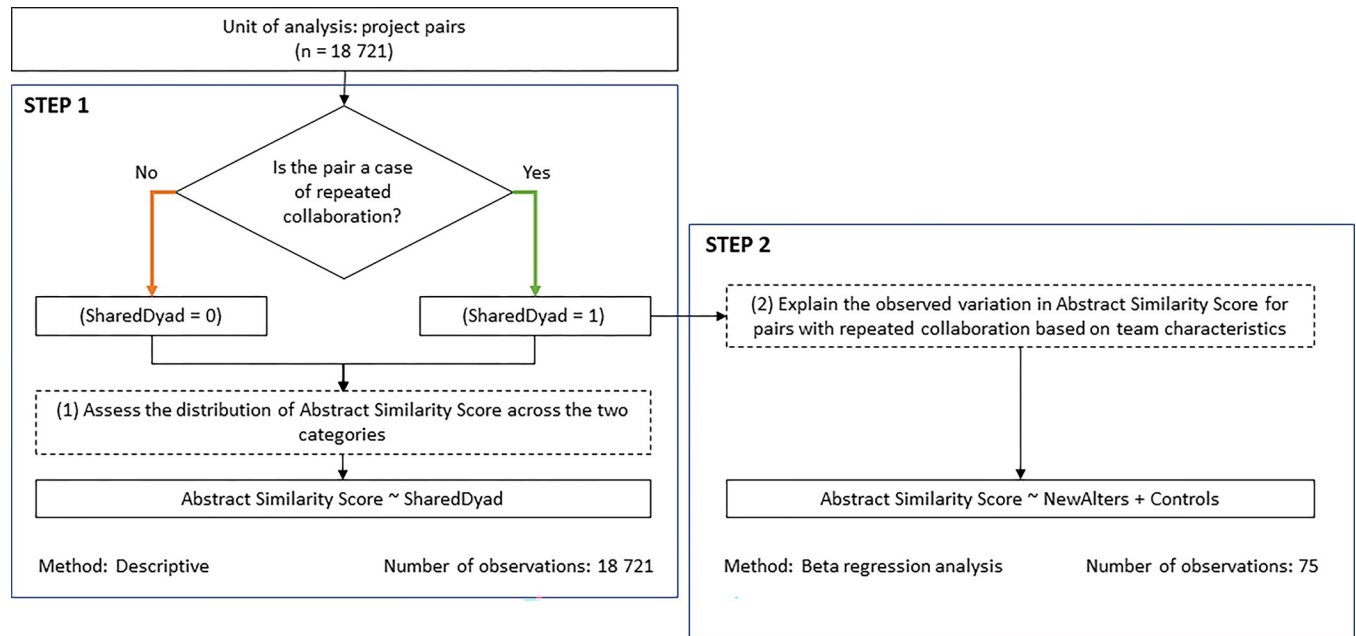 Unit of analysis: project pairs
(n = 18 721)
STEP 1
Is the pair a case
of repeated
collaboration?
No
Yes
(SharedDyad = 0)
(SharedDyad = 1)
(1) Assess the distribution of Abstract Similarity Score across the two
categories
Abstract Similarity Score ~ SharedDyad
Method: Descriptive
Number of observations: 18 721
STEP 2
(2) Explain the observed variation in Abstract Similarity Score for
pairs with repeated collaboration based on team characteristics
Abstract Similarity Score ~ NewAlters + Controls
Method: Beta regression analysis
Number of observations: 75